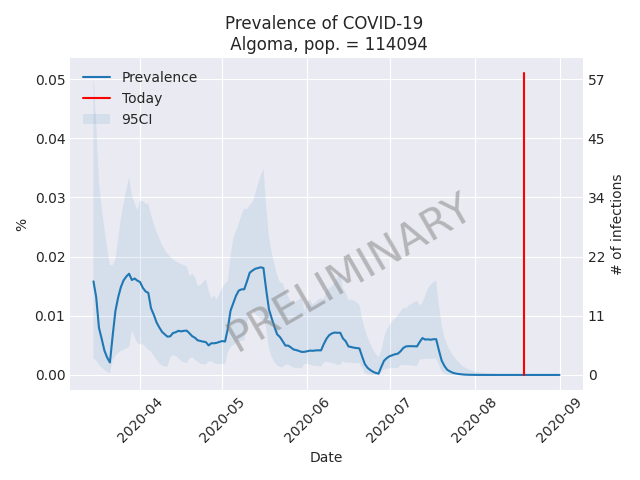 Prevalence of COVID-19
Algoma, pop. = 114094
Prevalence
Today
95CI
0.05
0.04
0.03
0.02
0.01
0.00
%
57
45
34
22
11
0
# of infections
PRELIMINARY
2020-04
2020-05
2020-06
2020-07
2020-08
2020-09
Date